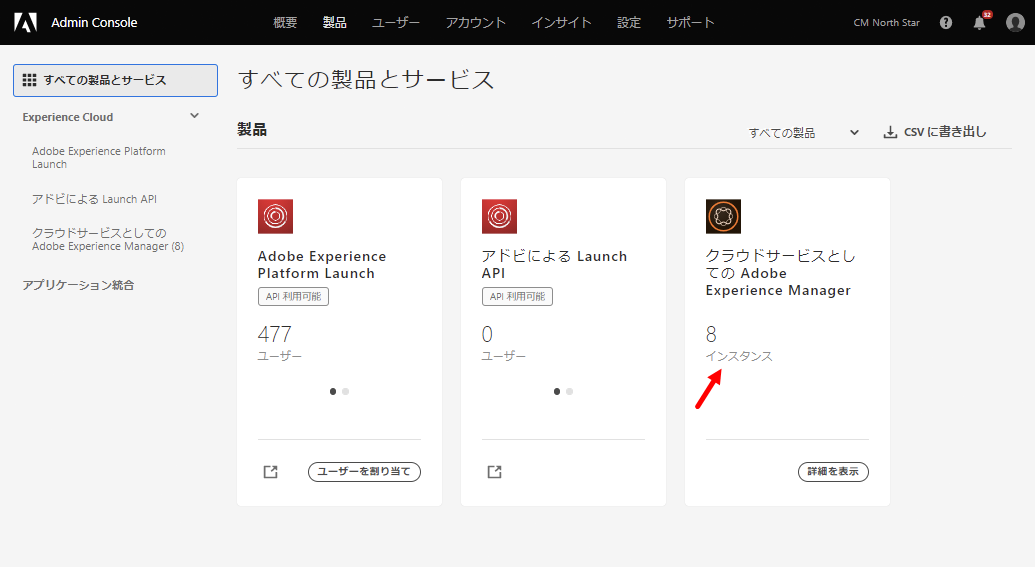 Admin Console
概要
製品
ユーザー
アカウント
インサイト
設定
サポート
CM North Star
32
すべての製品とサービス
Experience Cloud
Adobe Experience Platform
Launch
アドビによる Launch API
クラウドサービスとしての
Adobe Experience Manager (8)
アプリケーション統合
すべての製品とサービス
製品
すべての製品
CSV に書き出し
Adobe Experience
Platform Launch
API 利用可能
477
ユーザー
ユーザーを割り当て
アドビによる Launch
API
API 利用可能
0
ユーザー
クラウドサービスとし
ての Adobe
Experience Manager
8
インスタンス
詳細を表示